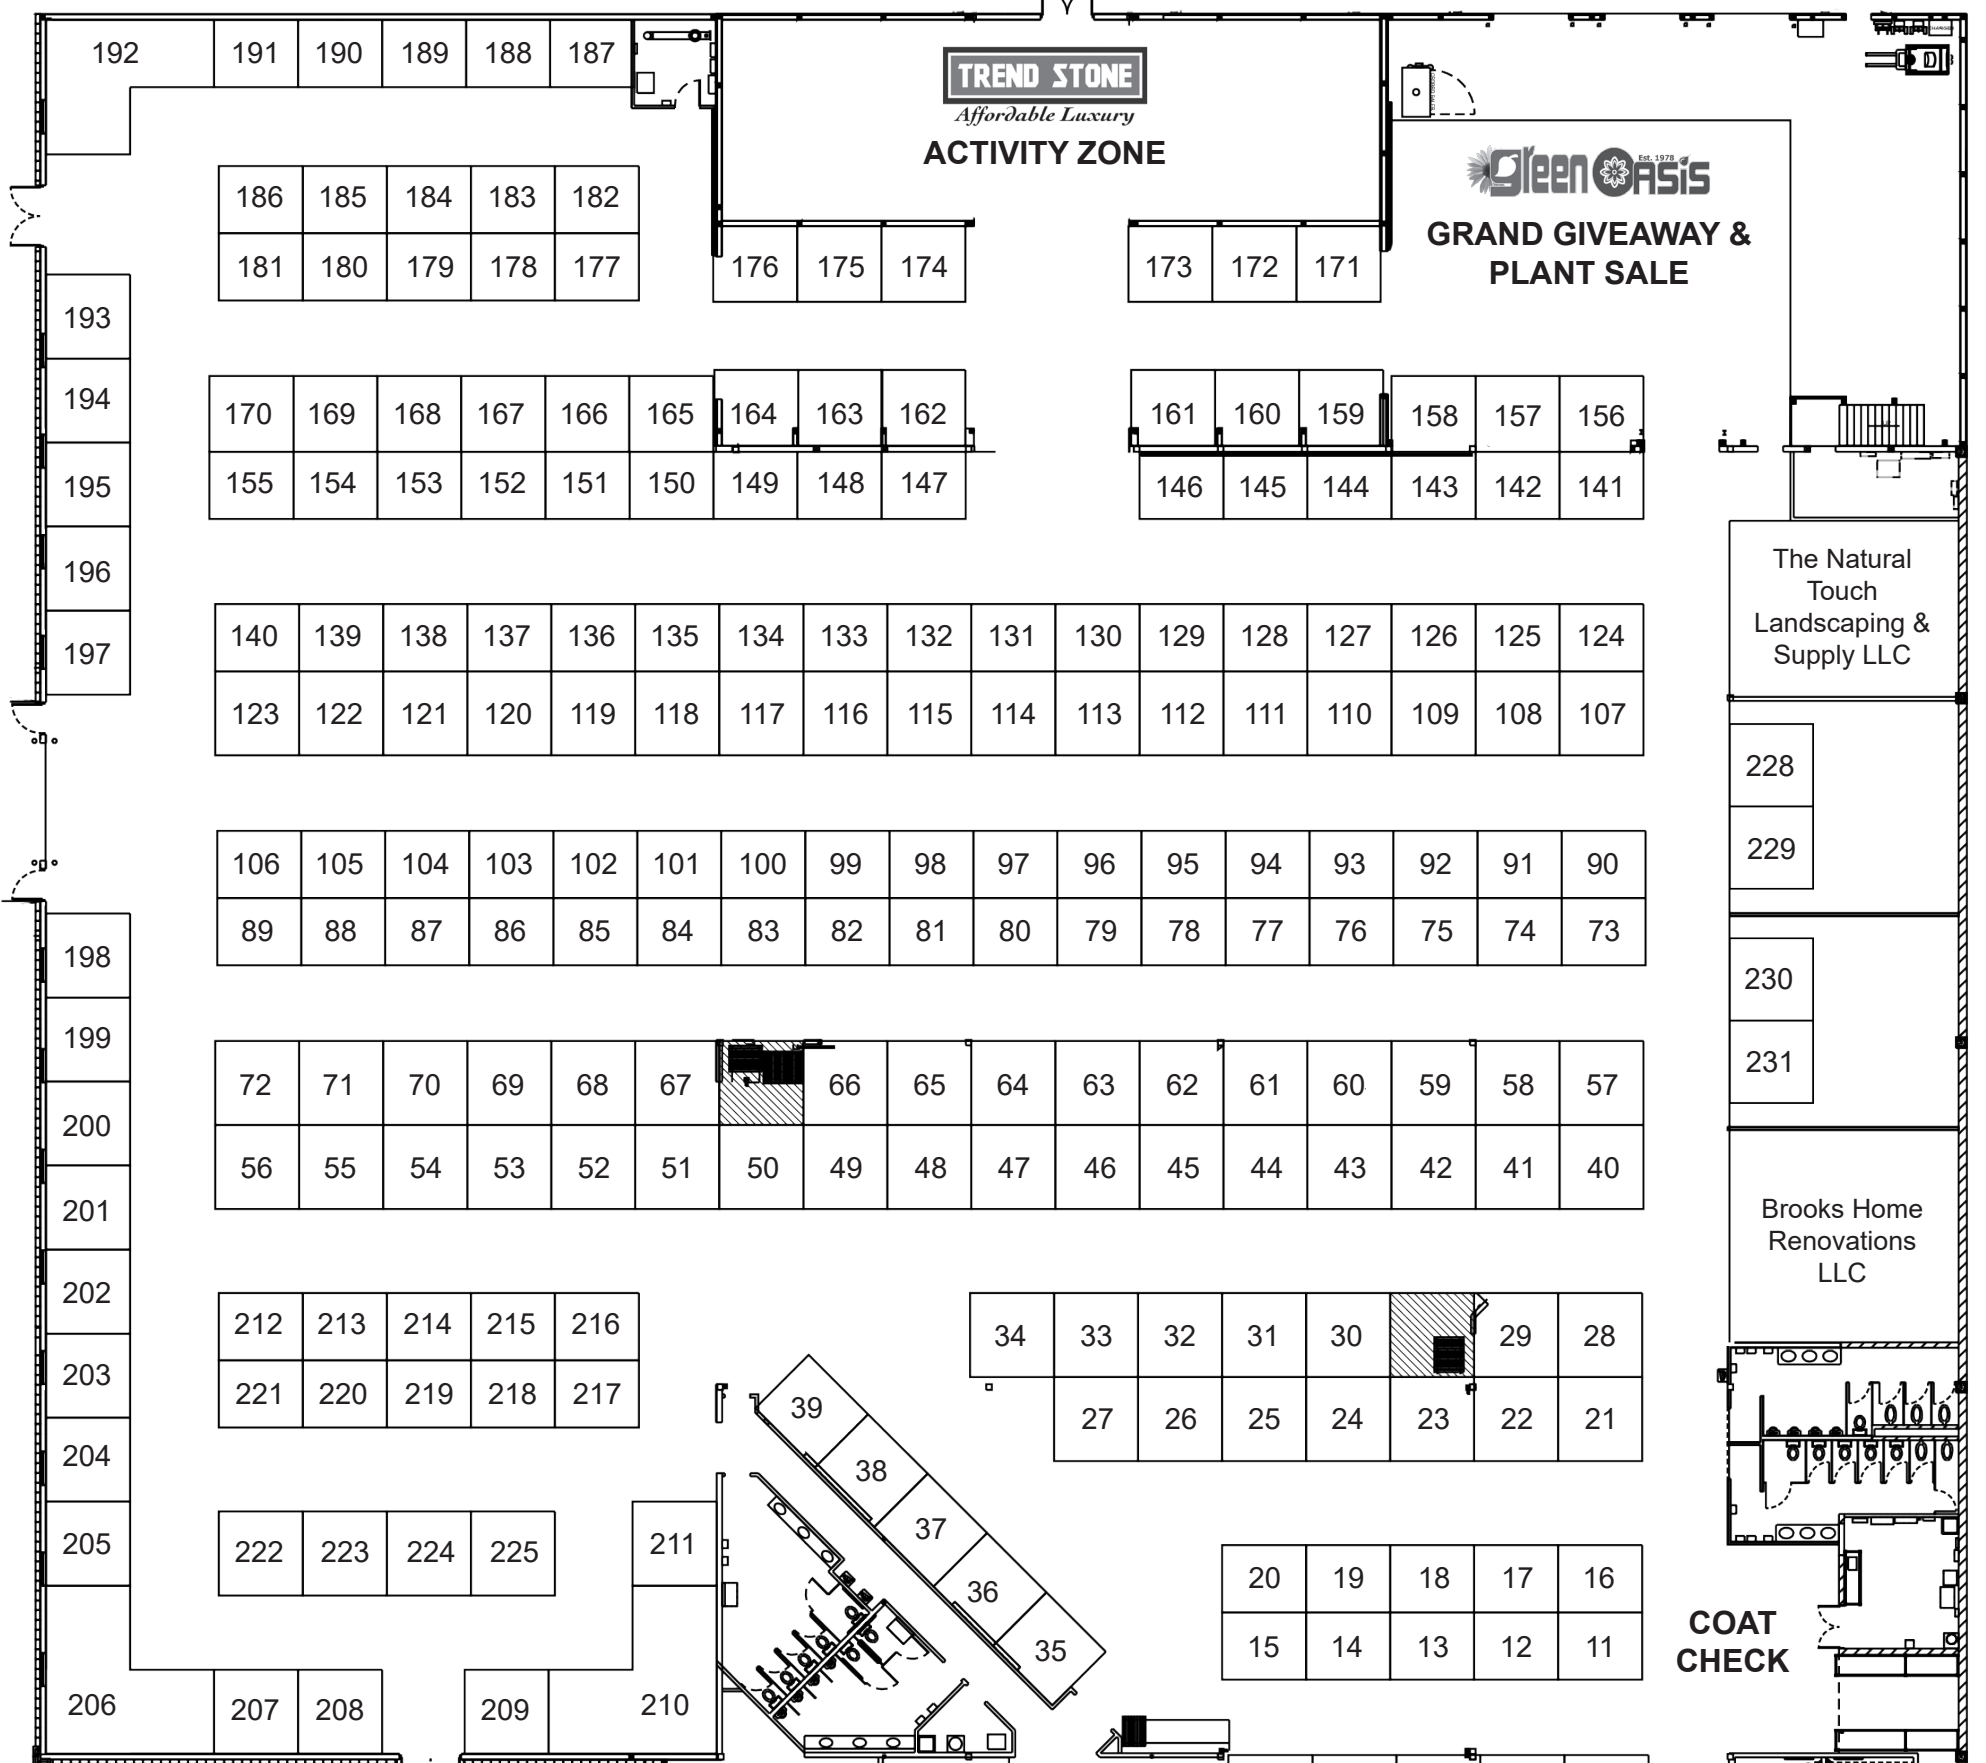 192 191 190 189 188 187
TREND STONE
Affordable Luxury
ACTIVITY ZONE
Est. 1978
green OASIS
GRAND GIVEAWAY &
PLANT SALE
186 185 184 183 182
181 180 179 178 177
176 175 174 173 172 171
193
194
195
196
197
170 169 168 167 166 165 164 163 162 161 160 159 158 157 156
155 154 153 152 151 150 149 148 147 146 145 144 143 142 141
The Natural
Touch
Landscaping &
Supply LLC
140 139 138 137 136 135 134 133 132 131 130 129 128 127 126 125 124
123 122 121 120 119 118 117 116 115 114 113 112 111 110 109 108 107
228
229
106 105 104 103 102 101 100 99 98 97 96 95 94 93 92 91 90
89 88 87 86 85 84 83 82 81 80 79 78 77 76 75 74 73
230
231
198
199
200
201
202
203
204
205
72 71 70 69 68 67 66 65 64 63 62 61 60 59 58 57
56 55 54 53 52 51 50 49 48 47 46 45 44 43 42 41 40
Brooks Home
Renovations
LLC
212 213 214 215 216
221 220 219 218 217
34 33 32 31 30 29 28
27 26 25 24 23 22 21
39
38
37
36
35
222 223 224 225
211
20 19 18 17 16
15 14 13 12 11
COAT
CHECK
206 207 208 209 210